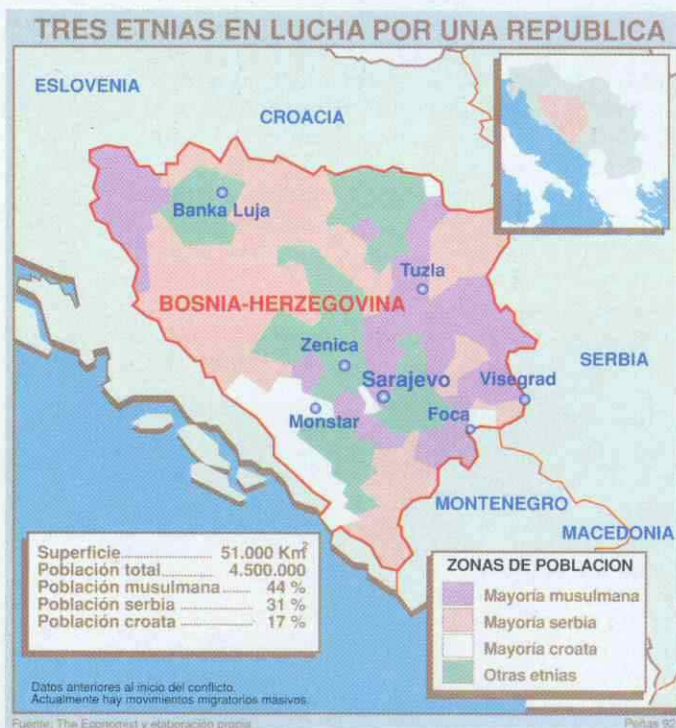 TRES ETNIAS EN LUCHA POR UNA REPUBLICA
ESLOVENIA
CROACIA
Banka Luja
Tuzla
BOSNIA-HERZEGOVINA
Zenica
Sarajevo
Visegrad
SERBIA
Monstar
Foca
MONTENEGRO
MACEDONIA
Superficie.................... 51.000 Km²
Población total............ 4.500.000
Población musulmana..... 44 %
Población serbia............ 31 %
Población croata............ 17 %
ZONAS DE POBLACION
Mayoría musulmana
Mayoría serbia
Mayoría croata
Otras etnias
Datos anteriores al inicio del conflicto.
Actualmente hay movimientos migratorios masivos.
Fuente: The Economist y elaboración propia
Peñas 92